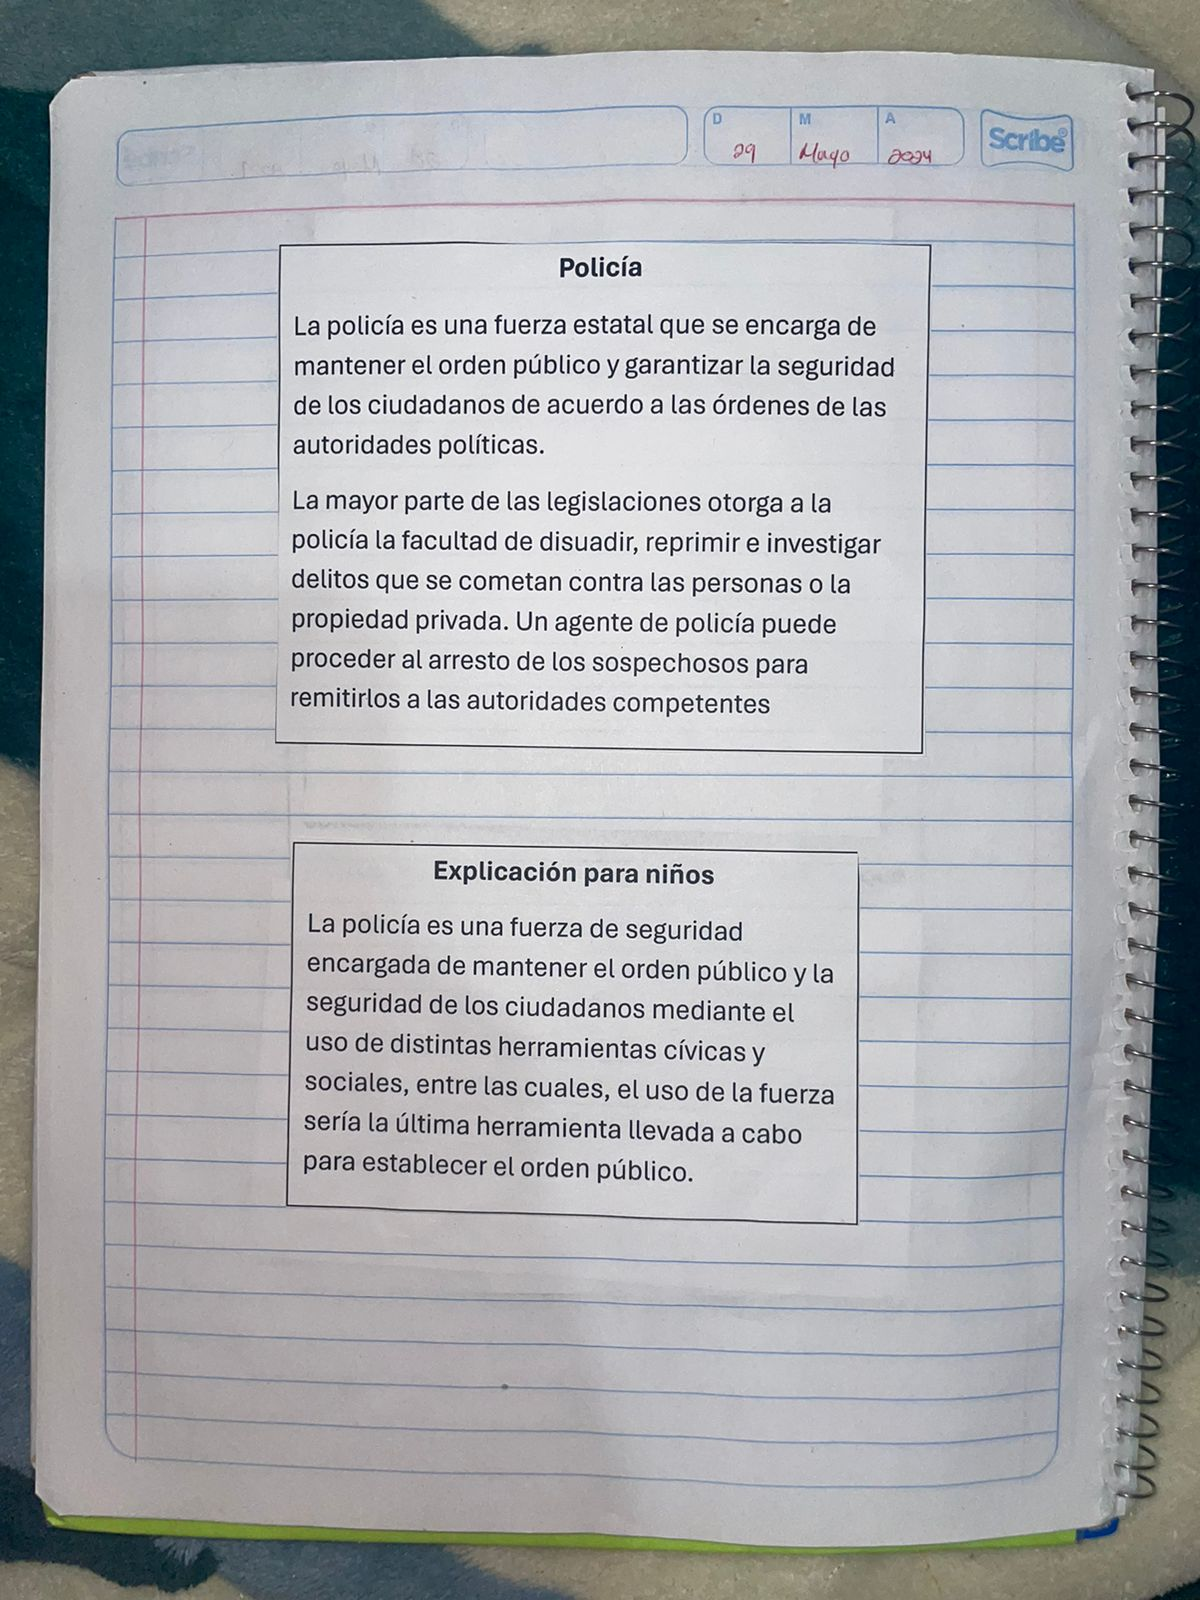 D M A
29 Mayo 2024
Scribe®
Policía
La policía es una fuerza estatal que se encarga de
mantener el orden público y garantizar la seguridad
de los ciudadanos de acuerdo a las órdenes de las
autoridades políticas.
La mayor parte de las legislaciones otorga a la
policía la facultad de disuadir, reprimir e investigar
delitos que se cometan contra las personas o la
propiedad privada. Un agente de policía puede
proceder al arresto de los sospechosos para
remitirlos a las autoridades competentes
Explicación para niños
La policía es una fuerza de seguridad
encargada de mantener el orden público y la
seguridad de los ciudadanos mediante el
uso de distintas herramientas cívicas y
sociales, entre las cuales, el uso de la fuerza
sería la última herramienta llevada a cabo
para establecer el orden público.